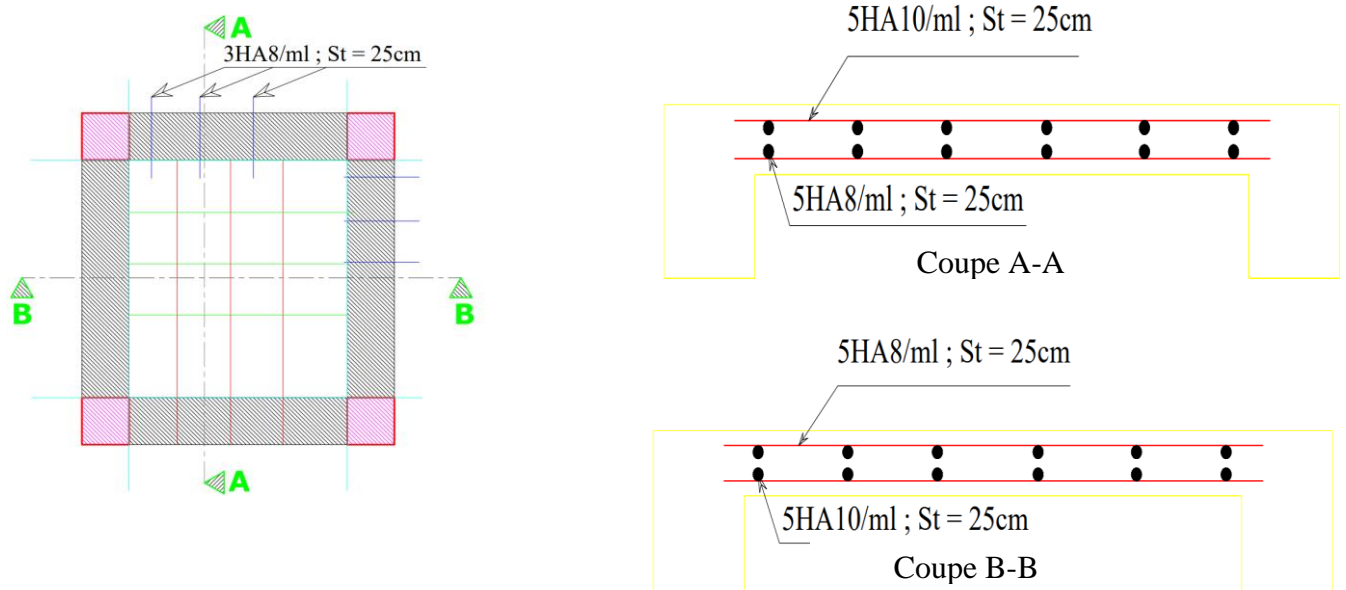 A
3HA8/ml ; St = 25cm
B
B
A
5HA10/ml ; St = 25cm
5HA8/ml ; St = 25cm
Coupe A-A
5HA8/ml ; St = 25cm
5HA10/ml ; St = 25cm
Coupe B-B